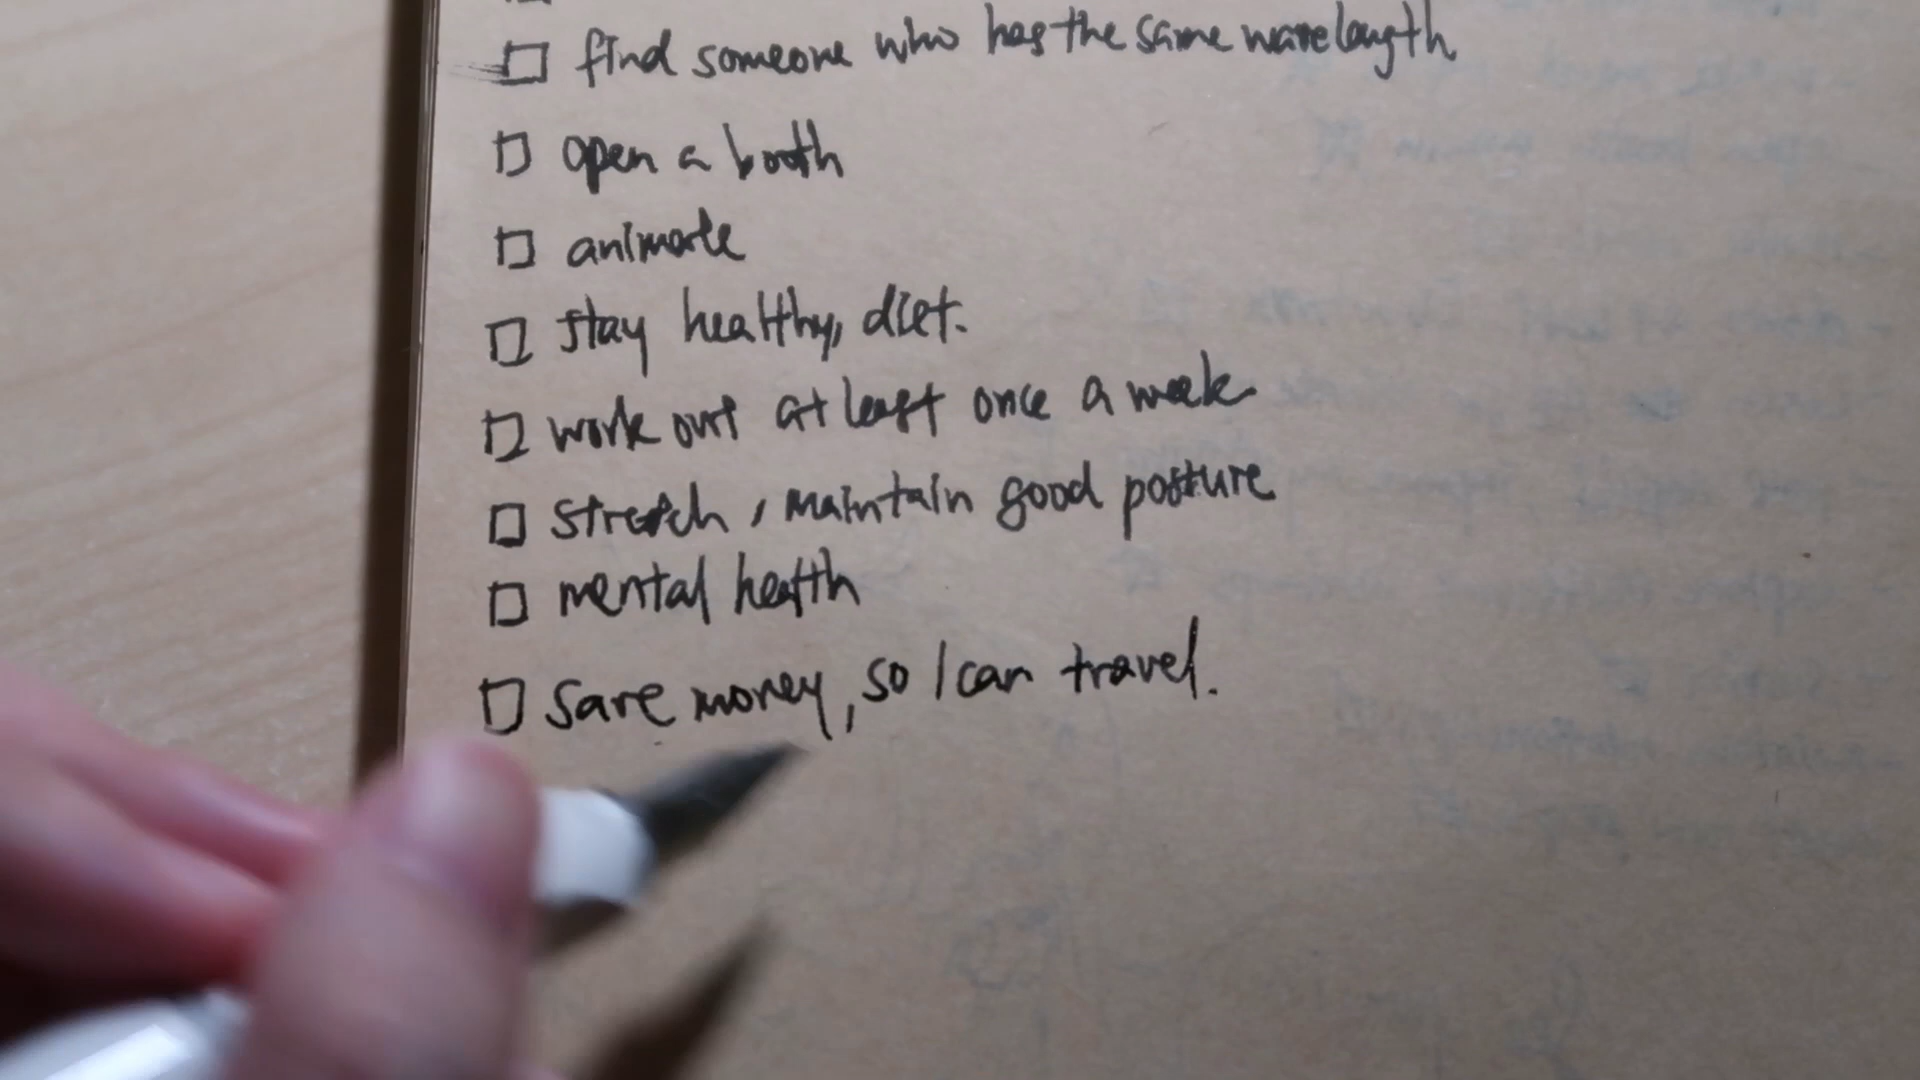 find someone who has the same wavelength
open a booth
animate
stay healthy, diet.
work out at least once a week
stretch, maintain good posture
mental health
save money, so I can travel.